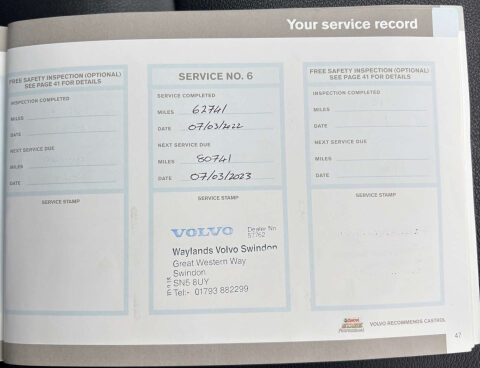 Your service record
FREE SAFETY INSPECTION (OPTIONAL)
SEE PAGE 41 FOR DETAILS
INSPECTION COMPLETED
MILES
DATE
NEXT SERVICE DUE
MILES
DATE
SERVICE STAMP
SERVICE NO. 6
SERVICE COMPLETED
MILES 62741
DATE 07/03/2022
NEXT SERVICE DUE
MILES 80741
DATE 07/03/2023
SERVICE STAMP
VOLVO Dealer No
57762
Waylands Volvo Swindon
Great Western Way
Swindon
SN5 8UY
Tel:- 01793 882299
FREE SAFETY INSPECTION (OPTIONAL)
SEE PAGE 41 FOR DETAILS
INSPECTION COMPLETED
MILES
DATE
NEXT SERVICE DUE
MILES
DATE
SERVICE STAMP
Castrol
EDGE
Professional
VOLVO RECOMMENDS CASTROL
47